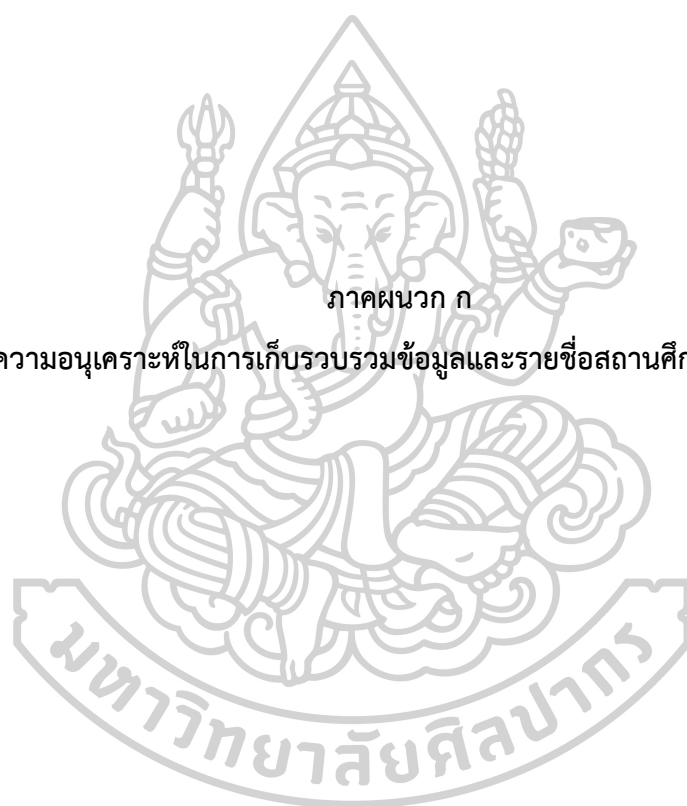 ภาคผนวก ก
ความอนุเคราะห์ในการเก็บรวบรวมข้อมูลและรายชื่อสถานศึก
มหาวิทยาลัยศิลปากร